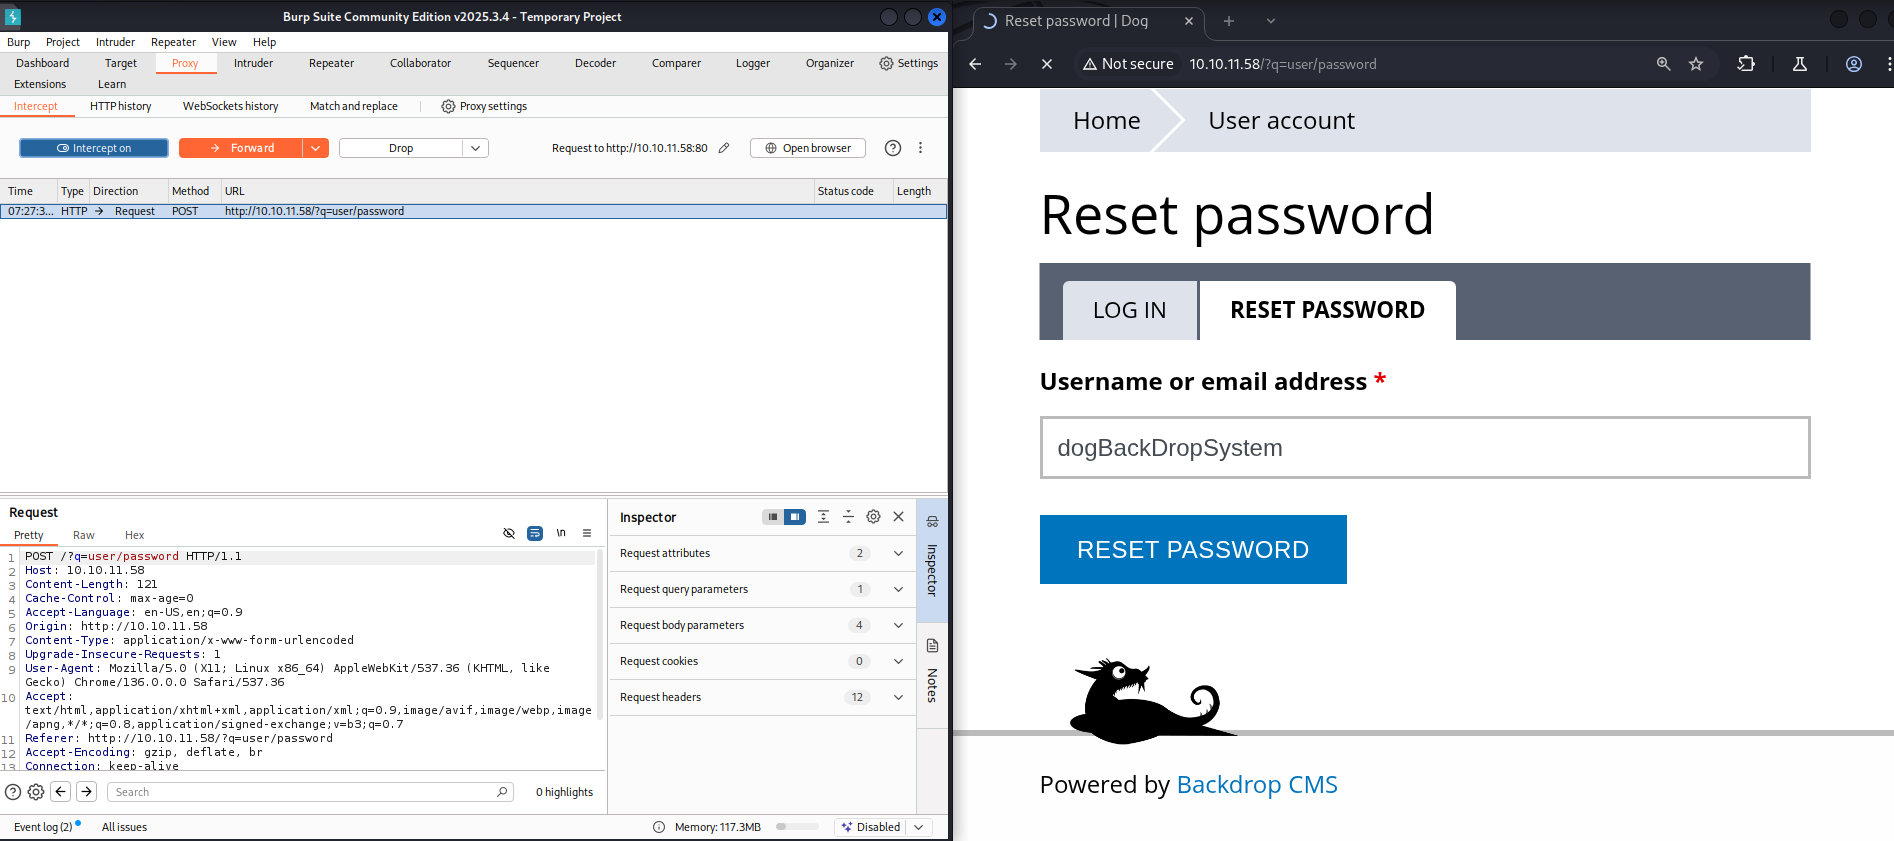 Burp Suite Community Edition v2025.3.4 - Temporary Project
Burp Project Intruder Repeater View Help
Dashboard Target Proxy Intruder Repeater Collaborator Sequencer Decoder Comparer Logger Organizer Settings
Extensions Learn
Intercept HTTP history WebSockets history Match and replace Proxy settings
Intercept on Forward Drop Request to http://10.10.11.58:80 Open browser
Time Type Direction Method URL Status code Length
07:27:3... HTTP Request POST http://10.10.11.58/?q=user/password
Request
Pretty Raw Hex \n
1 POST /?q=user/password HTTP/1.1
2 Host: 10.10.11.58
3 Content-Length: 121
4 Cache-Control: max-age=0
5 Accept-Language: en-US,en;q=0.9
6 Origin: http://10.10.11.58
7 Content-Type: application/x-www-form-urlencoded
8 Upgrade-Insecure-Requests: 1
9 User-Agent: Mozilla/5.0 (X11; Linux x86_64) AppleWebKit/537.36 (KHTML, like
Gecko) Chrome/136.0.0.0 Safari/537.36
10 Accept:
text/html,application/xhtml+xml,application/xml;q=0.9,image/avif,image/webp,image
/apng,*/*;q=0.8,application/signed-exchange;v=b3;q=0.7
11 Referer: http://10.10.11.58/?q=user/password
12 Accept-Encoding: gzip, deflate, br
13 Connection: keep-alive
Search 0 highlights
Inspector
Request attributes 2
Request query parameters 1
Request body parameters 4
Request cookies 0
Request headers 12
Inspector
Notes
Event log (2) All issues Memory: 117.3MB Disabled
Reset password | Dog
Not secure 10.10.11.58/?q=user/password
Home User account
Reset password
LOG IN RESET PASSWORD
Username or email address *
dogBackDropSystem
RESET PASSWORD
Powered by Backdrop CMS